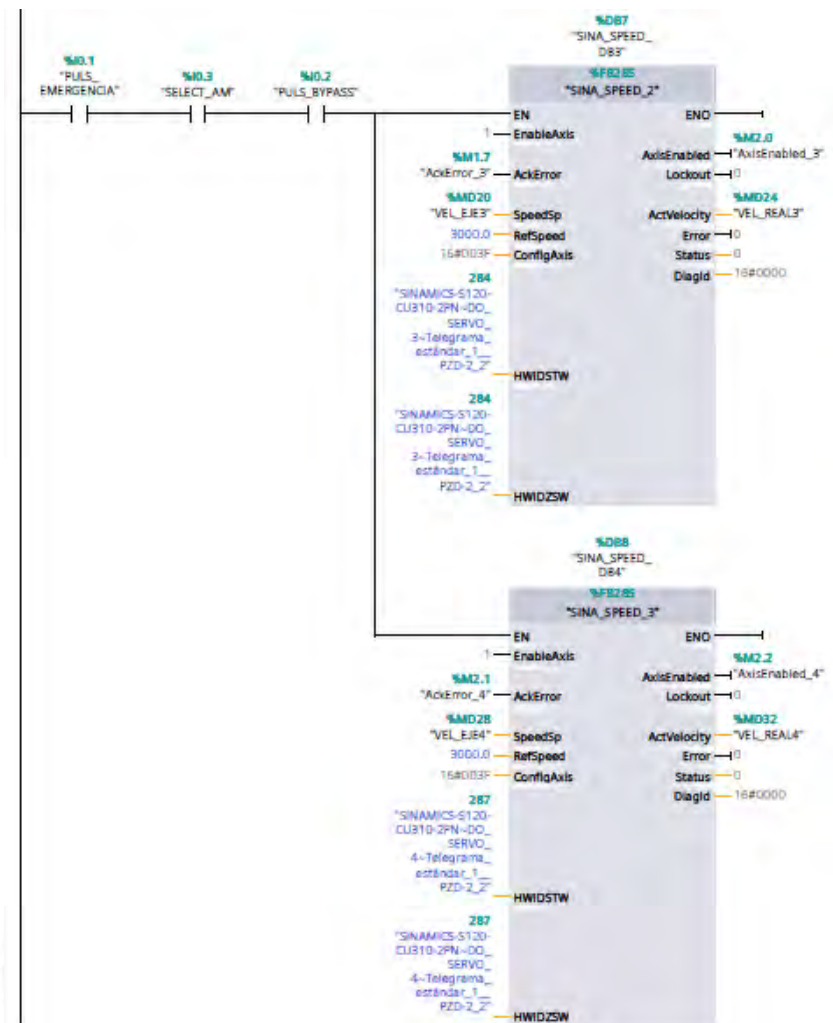 %DB7
"SINA_SPEED_
DB3"
%I0.1
"PULS_
EMERGENCIA"
%I0.3
"SELECT_AM"
%I0.2
"PULS_BYPASS"
%FB285
"SINA_SPEED_2"
EN
ENO
1
EnableAxis
%M2.0
AxisEnabled
"AxisEnabled_3"
%M1.7
"AckError_3"
AckError
Lockout
0
%MD20
"VEL_EJE3"
SpeedSp
%MD24
ActVelocity
"VEL_REAL3"
3000.0
RefSpeed
Error
0
16#003F
ConfigAxis
Status
0
DiagId
16#0000
284
"SINAMICS-S120-
CU310-2PN~DO_
SERVO_
3~Telegrama_
estándar_1__
PZD-2_2"
HWIDSTW
284
"SINAMICS-S120-
CU310-2PN~DO_
SERVO_
3~Telegrama_
estándar_1__
PZD-2_2"
HWIDZSW
%DB8
"SINA_SPEED_
DB4"
%FB285
"SINA_SPEED_3"
EN
ENO
1
EnableAxis
%M2.2
AxisEnabled
"AxisEnabled_4"
%M2.1
"AckError_4"
AckError
Lockout
0
%MD28
"VEL_EJE4"
SpeedSp
%MD32
ActVelocity
"VEL_REAL4"
3000.0
RefSpeed
Error
0
16#003F
ConfigAxis
Status
0
DiagId
16#0000
287
"SINAMICS-S120-
CU310-2PN~DO_
SERVO_
4~Telegrama_
estándar_1__
PZD-2_2"
HWIDSTW
287
"SINAMICS-S120-
CU310-2PN~DO_
SERVO_
4~Telegrama_
estándar_1__
PZD-2_2"
HWIDZSW